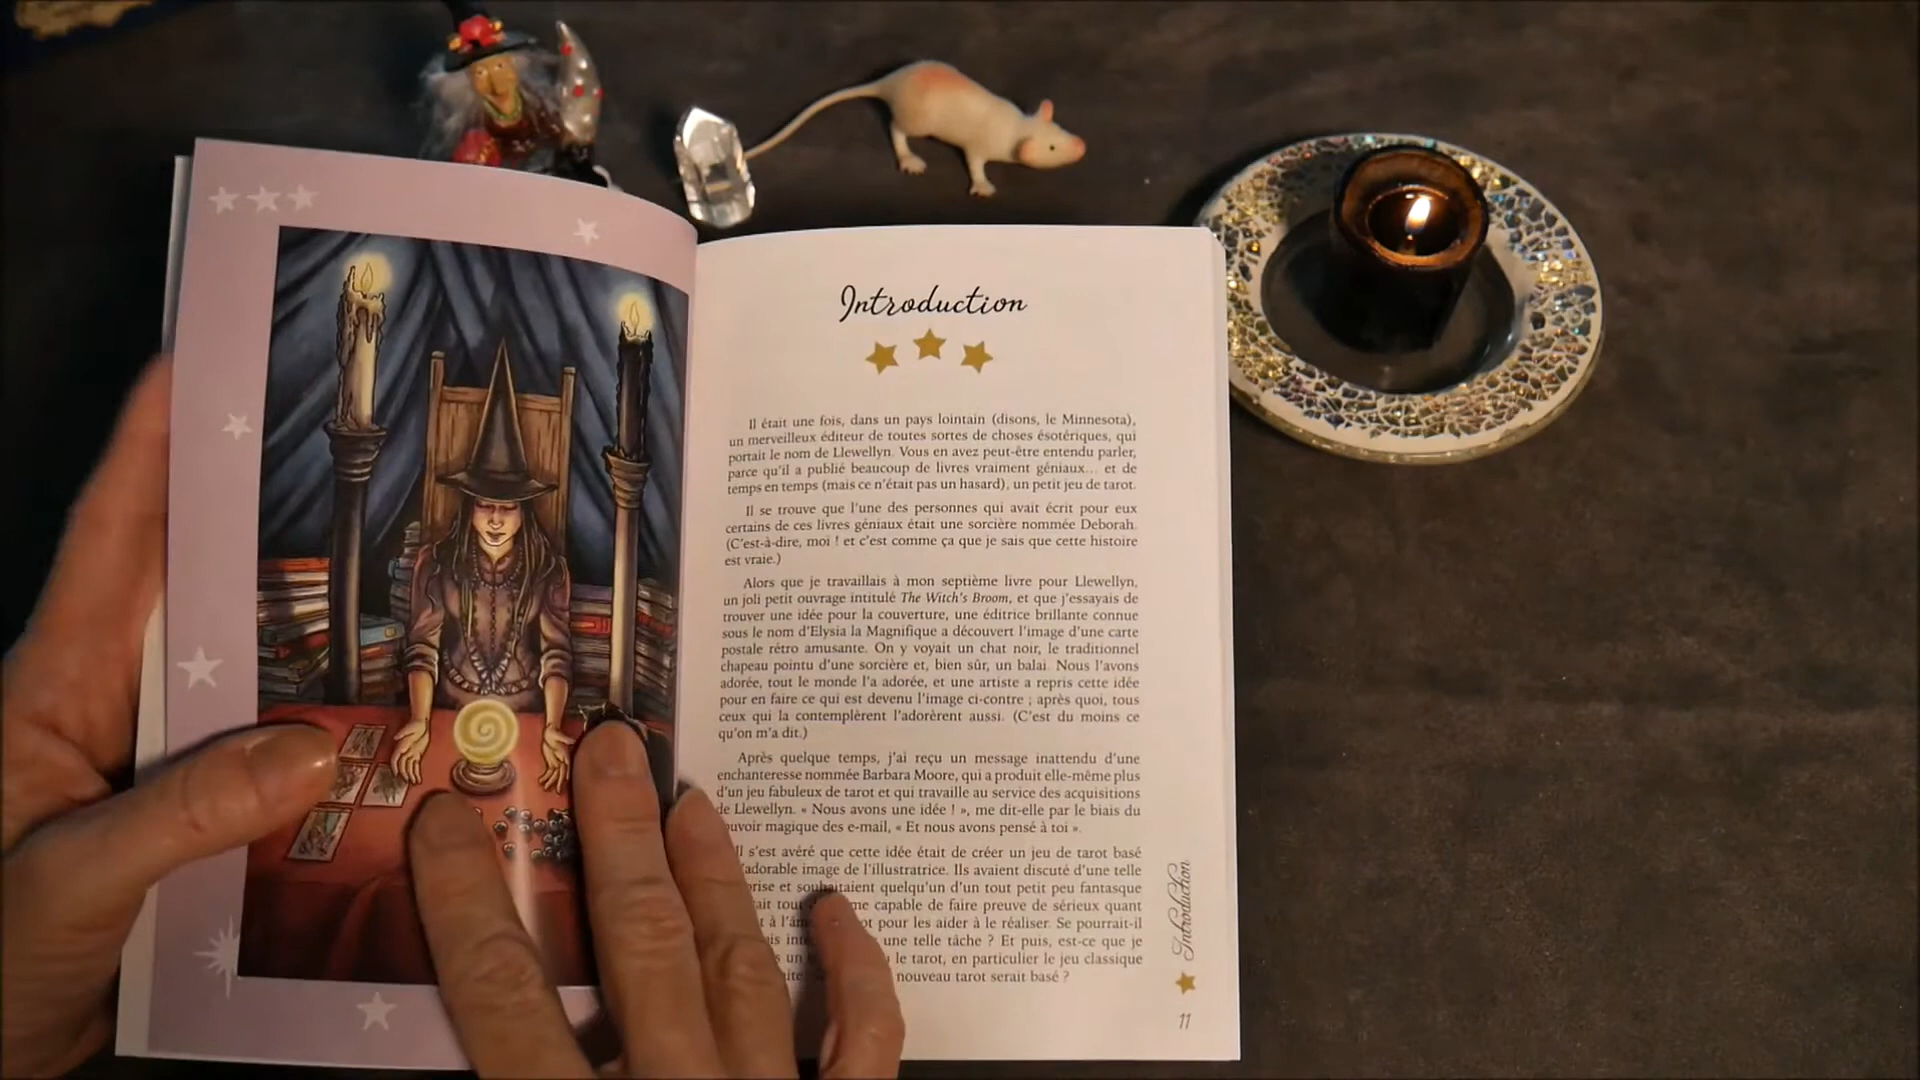 Introduction
Il était une fois, dans un pays lointain (disons, le Minnesota),
un merveilleux éditeur de toutes sortes de choses ésotériques, qui
portait le nom de Llewellyn. Vous en avez peut-être entendu parler,
parce qu'il a publié beaucoup de livres vraiment géniaux... et de
temps en temps (mais ce n'était pas un hasard), un petit jeu de tarot.
Il se trouve que l'une des personnes qui avait écrit pour eux
certains de ces livres géniaux était une sorcière nommée Deborah.
(C'est-à-dire, moi ! et c'est comme ça que je sais que cette histoire
est vraie.)
Alors que je travaillais à mon septième livre pour Llewellyn,
un joli petit ouvrage intitulé The Witch's Broom, et que j'essayais de
trouver une idée pour la couverture, une éditrice brillante connue
sous le nom d'Elysia la Magnifique a découvert l'image d'une carte
postale rétro amusante. On y voyait un chat noir, le traditionnel
chapeau pointu d'une sorcière et, bien sûr, un balai. Nous l'avons
adorée, tout le monde l'a adorée, et une artiste a repris cette idée
pour en faire ce qui est devenu l'image ci-contre ; après quoi, tous
ceux qui la contemplèrent l'adorèrent aussi. (C'est du moins ce
qu'on m'a dit.)
Après quelque temps, j'ai reçu un message inattendu d'une
enchanteresse nommée Barbara Moore, qui a produit elle-même plus
d'un jeu fabuleux de tarot et qui travaille au service des acquisitions
de Llewellyn. « Nous avons une idée ! », me dit-elle par le biais du
pouvoir magique des e-mail, « Et nous avons pensé à toi ».
Il s'est avéré que cette idée était de créer un jeu de tarot basé
l'adorable image de l'illustratrice. Ils avaient discuté d'une telle
et souhaitaient quelqu'un d'un tout petit peu fantasque
capable de faire preuve de sérieux quant
à pour les aider à le réaliser. Se pourrait-il
une telle tâche ? Et puis, est-ce que je
le tarot, en particulier le jeu classique
nouveau tarot serait basé ?
Introduction
11